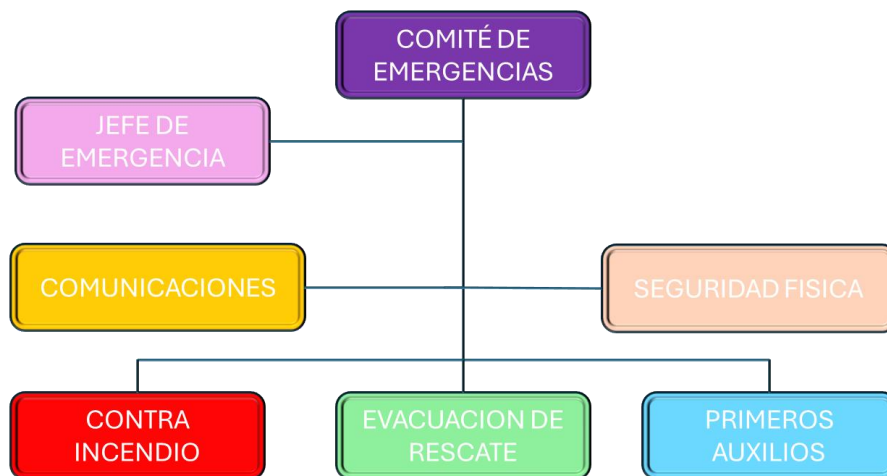 COMITÉ DE
EMERGENCIAS
JEFE DE
EMERGENCIA
COMUNICACIONES
SEGURIDAD FISICA
CONTRA
INCENDIO
EVACUACION DE
RESCATE
PRIMEROS
AUXILIOS